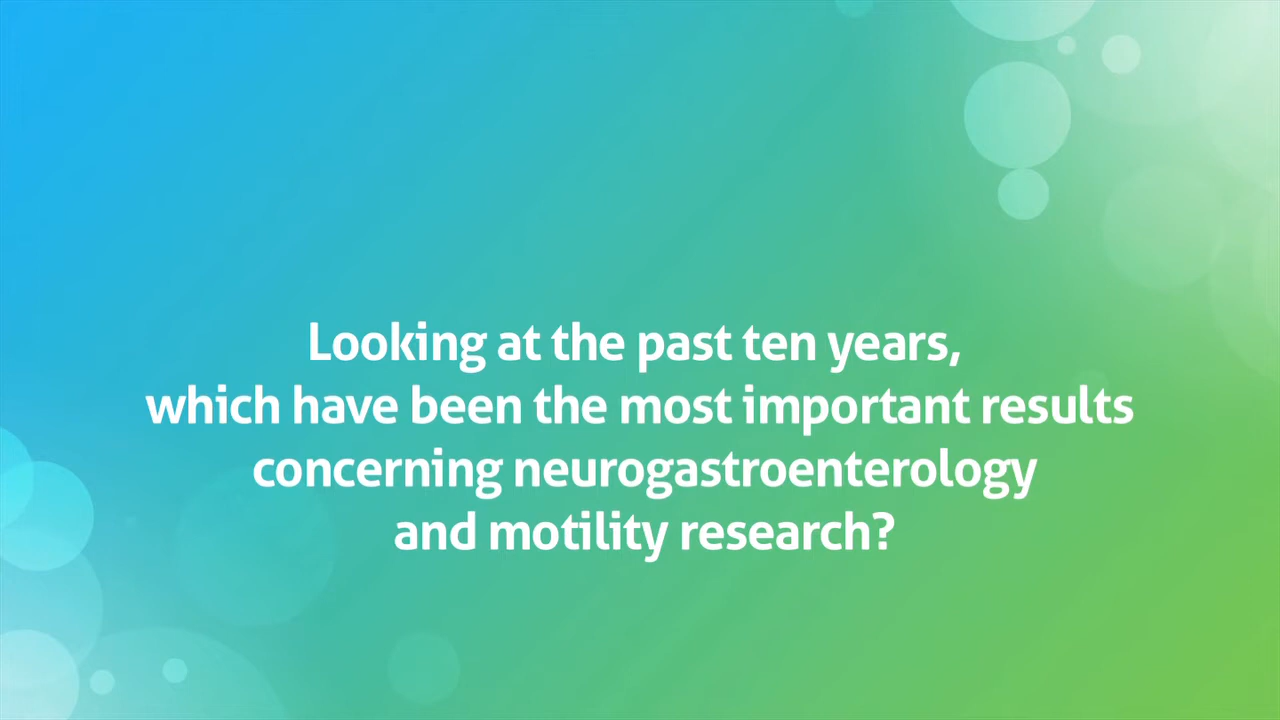 Looking at the past ten years,
which have been the most important results
concerning neurogastroenterology
and motility research?